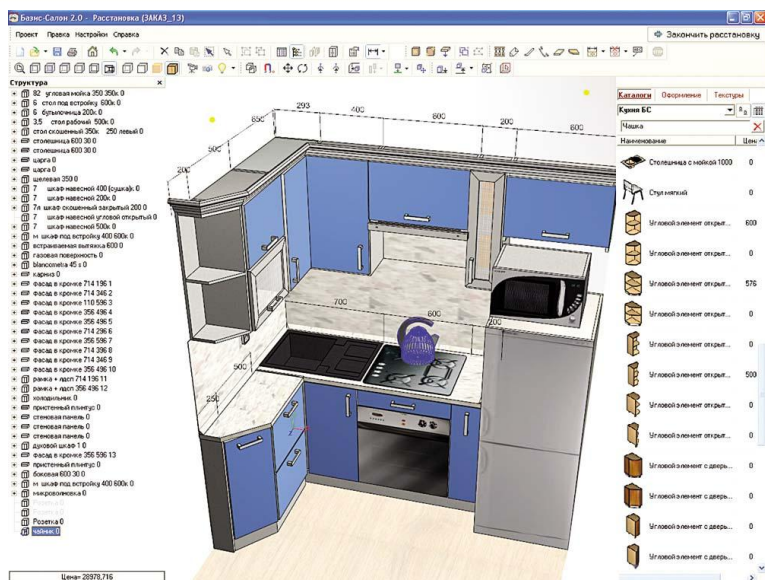 Базис-Салон 2.0 - Расстановка (ЗАКАЗ_13)
Проект Правка Настройки Справка
Закончить расстановку
Структура
82 угловая мойка 350 350к 0
6 стол под встройку 600к 0
6 бутылочница 200к 0
3,5 стол рабочий 500к 0
стол скошенный 350к 250 левый 0
столешница 600 30 0
столешница 600 30 0
царга 0
царга 0
щелевая 350 0
7 шкаф навесной 400 (сушка)к 0
7 шкаф навесной 200к 0
7л шкаф скошенный закрытый 200 0
7 шкаф навесной угловой открытый 0
7 шкаф навесной 500к 0
м шкаф под встройку 400 600к 0
встраиваемая вытяжка 600 0
газовая поверхность 0
blancometra 45 s 0
карниз 0
Фасад в кромке 714 196 1
Фасад в кромке 714 346 2
Фасад в кромке 110 596 3
Фасад в кромке 356 496 4
Фасад в кромке 356 496 5
Фасад в кромке 714 296 6
Фасад в кромке 356 596 7
Фасад в кромке 714 396 8
Фасад в кромке 714 346 9
Фасад в кромке 356 496 10
рамка + лдсп 714 196 11
рамка + лдсп 356 496 12
холодильник 0
пристенный плинтус 0
стеновая панель 0
стеновая панель 0
стеновая панель 0
духовой шкаф 1 0
Фасад в кромке 356 596 13
пристенный плинтус 0
боковая 600 30 0
м шкаф под встройку 400 600к 0
микроволновка 0
Розетка 0
чайник 0
Цена= 28978,716
200
500
650
293
400
600
200
600
700
600
200
500
250
Каталоги Оформление Текстуры
Кухня БС
Чашка
Наименование Цена
Столешница с мойкой 1000 0
Стул мягкий 0
Угловой элемент открыт... 600
Угловой элемент открыт... 0
Угловой элемент открыт... 576
Угловой элемент открыт... 0
Угловой элемент открыт... 0
Угловой элемент открыт... 500
Угловой элемент открыт... 0
Угловой элемент открыт... 0
Угловой элемент с дверь... 0
Угловой элемент с дверь... 0
Угловой элемент с дверь... 0
Угловой элемент с дверь... 0